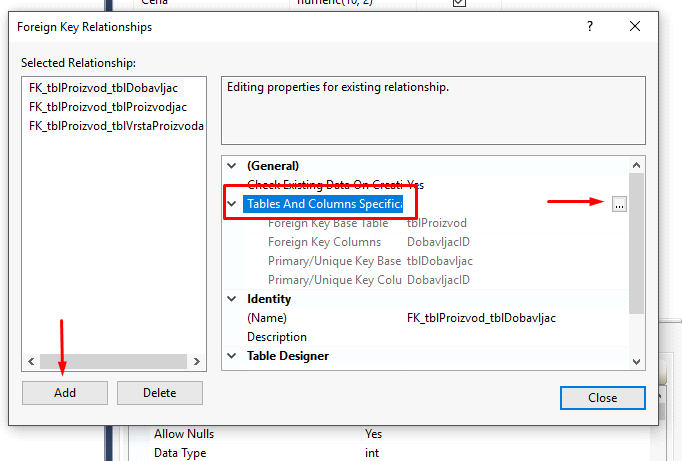 Cena numeric(10, 2)
Foreign Key Relationships ? ×
Selected Relationship:
FK_tblProizvod_tblDobavljac
FK_tblProizvod_tblProizvodjac
FK_tblProizvod_tblVrstaProizvoda
Editing properties for existing relationship.
(General)
Check Existing Data On Creati Yes
Tables And Columns Specifica ...
Foreign Key Base Table tblProizvod
Foreign Key Columns DobavljacID
Primary/Unique Key Base tblDobavljac
Primary/Unique Key Colu DobavljacID
Identity
(Name) FK_tblProizvod_tblDobavljac
Description
Table Designer
Add Delete
Close
Allow Nulls Yes
Data Type int